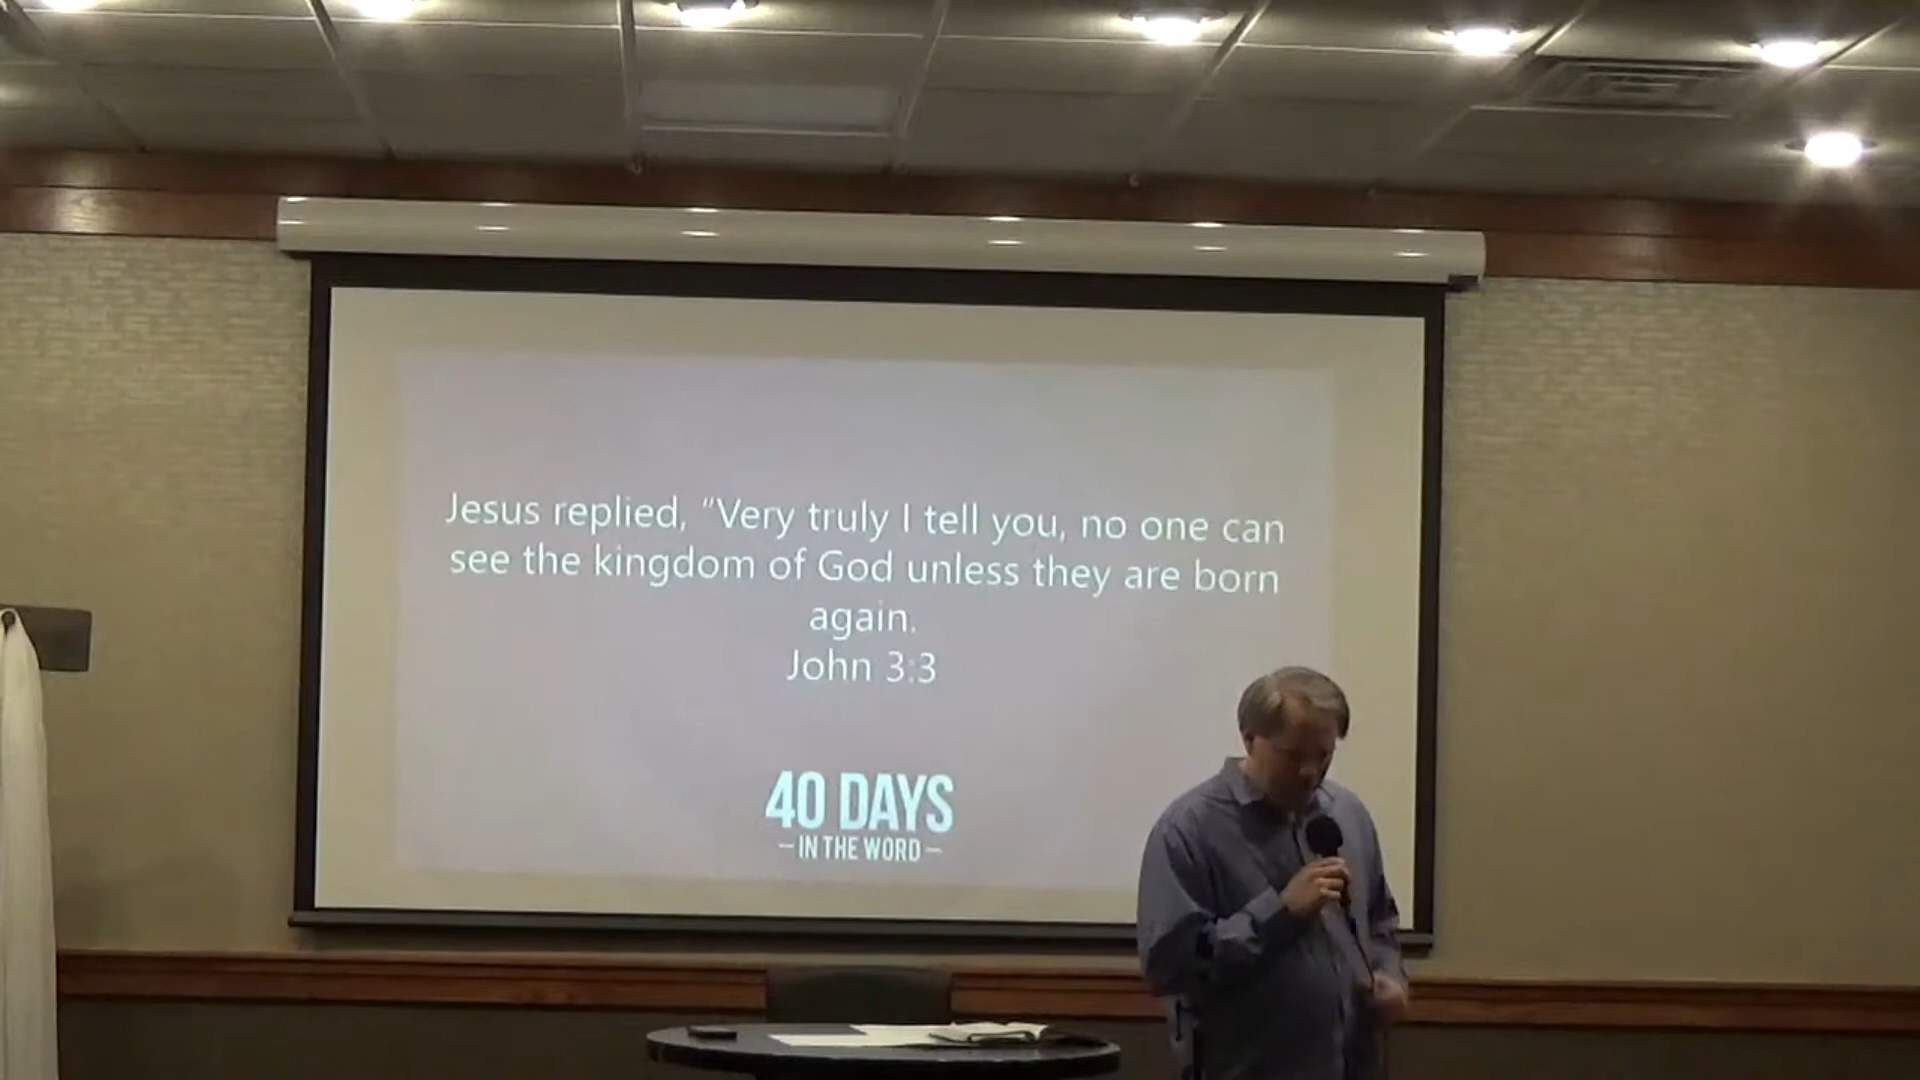 Jesus replied, “Very truly I tell you, no one can
see the kingdom of God unless they are born
again.
John 3:3
40 DAYS
– IN THE WORD –